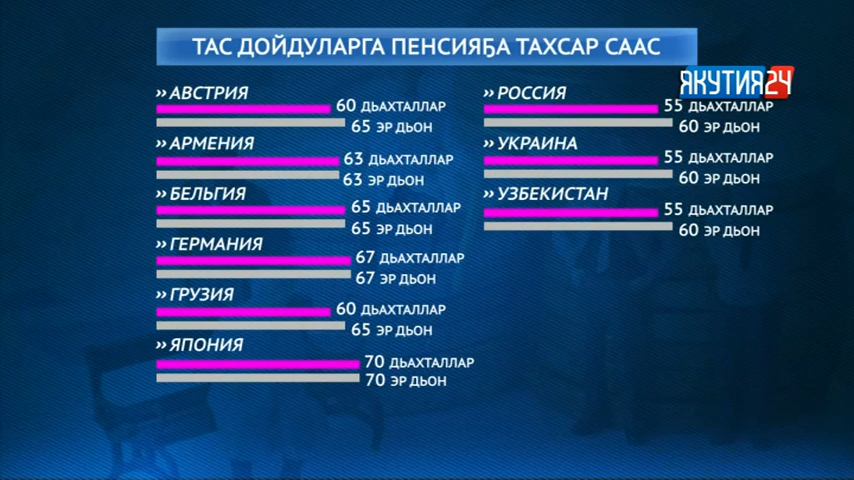 ТАС ДОЙДУЛАРГА ПЕНСИЯҔА ТАХСАР СААС
ЯКУТИЯ24
›› АВСТРИЯ
60 ДЬАХТАЛЛАР
65 ЭР ДЬОН
›› АРМЕНИЯ
63 ДЬАХТАЛЛАР
63 ЭР ДЬОН
›› БЕЛЬГИЯ
65 ДЬАХТАЛЛАР
65 ЭР ДЬОН
›› ГЕРМАНИЯ
67 ДЬАХТАЛЛАР
67 ЭР ДЬОН
›› ГРУЗИЯ
60 ДЬАХТАЛЛАР
65 ЭР ДЬОН
›› ЯПОНИЯ
70 ДЬАХТАЛЛАР
70 ЭР ДЬОН
›› РОССИЯ
55 ДЬАХТАЛЛАР
60 ЭР ДЬОН
›› УКРАИНА
55 ДЬАХТАЛЛАР
60 ЭР ДЬОН
›› УЗБЕКИСТАН
55 ДЬАХТАЛЛАР
60 ЭР ДЬОН